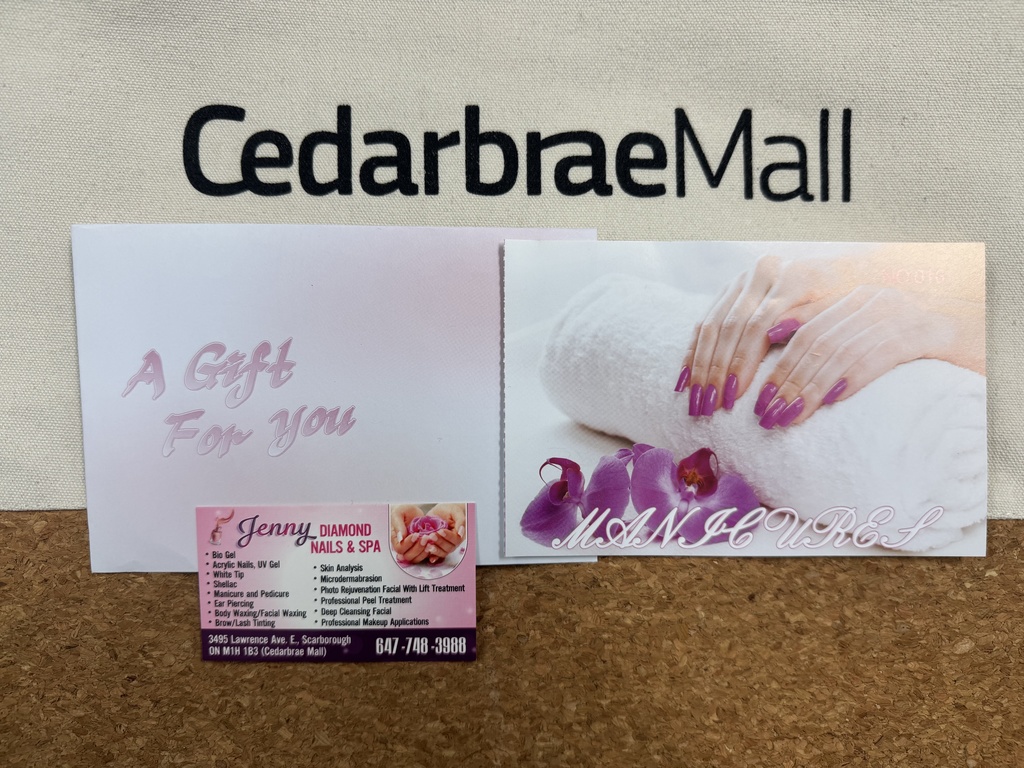 CedarbraeMall
A Gift
For You
MANICURES
Jenny DIAMOND
NAILS & SPA
• Bio Gel
• Acrylic Nails, UV Gel
• White Tip
• Shellac
• Manicure and Pedicure
• Ear Piercing
• Body Waxing/Facial Waxing
• Brow/Lash Tinting
• Skin Analysis
• Microdermabrasion
• Photo Rejuvenation Facial With Lift Treatment
• Professional Peel Treatment
• Deep Cleansing Facial
• Professional Makeup Applications
3495 Lawrence Ave. E., Scarborough
ON M1H 1B3 (Cedarbrae Mall)
647-748-3988